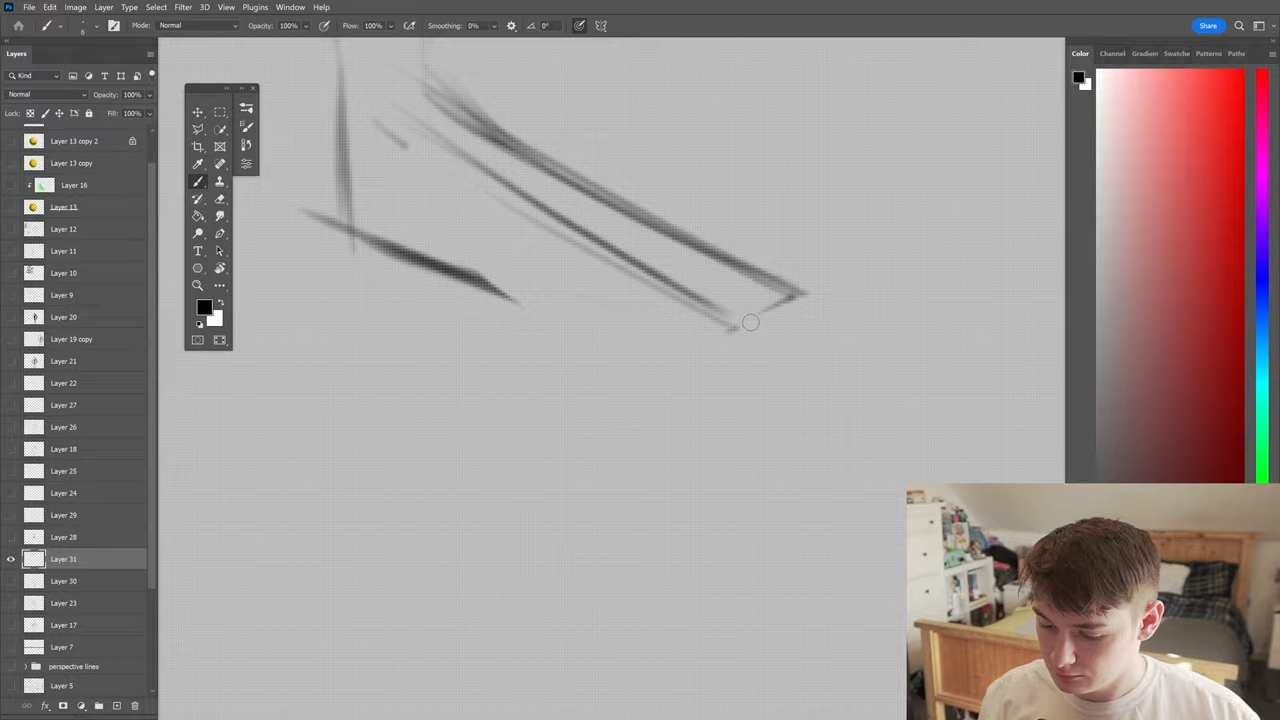 File Edit Image Layer Type Select Filter 3D View Plugins Window Help
6 Mode: Normal Opacity: 100% Flow: 100% Smoothing: 0% 0° Share
Layers
Color Channel Gradient Swatche Patterns Paths
Kind
Normal Opacity: 100%
Lock: Fill: 100%
Layer 13 copy 2
Layer 13 copy
Layer 16
Layer 13
Layer 12
Layer 11
Layer 10
Layer 9
Layer 20
Layer 19 copy
Layer 21
Layer 22
Layer 27
Layer 26
Layer 18
Layer 25
Layer 24
Layer 29
Layer 28
Layer 31
Layer 30
Layer 23
Layer 17
Layer 7
perspective lines
Layer 5